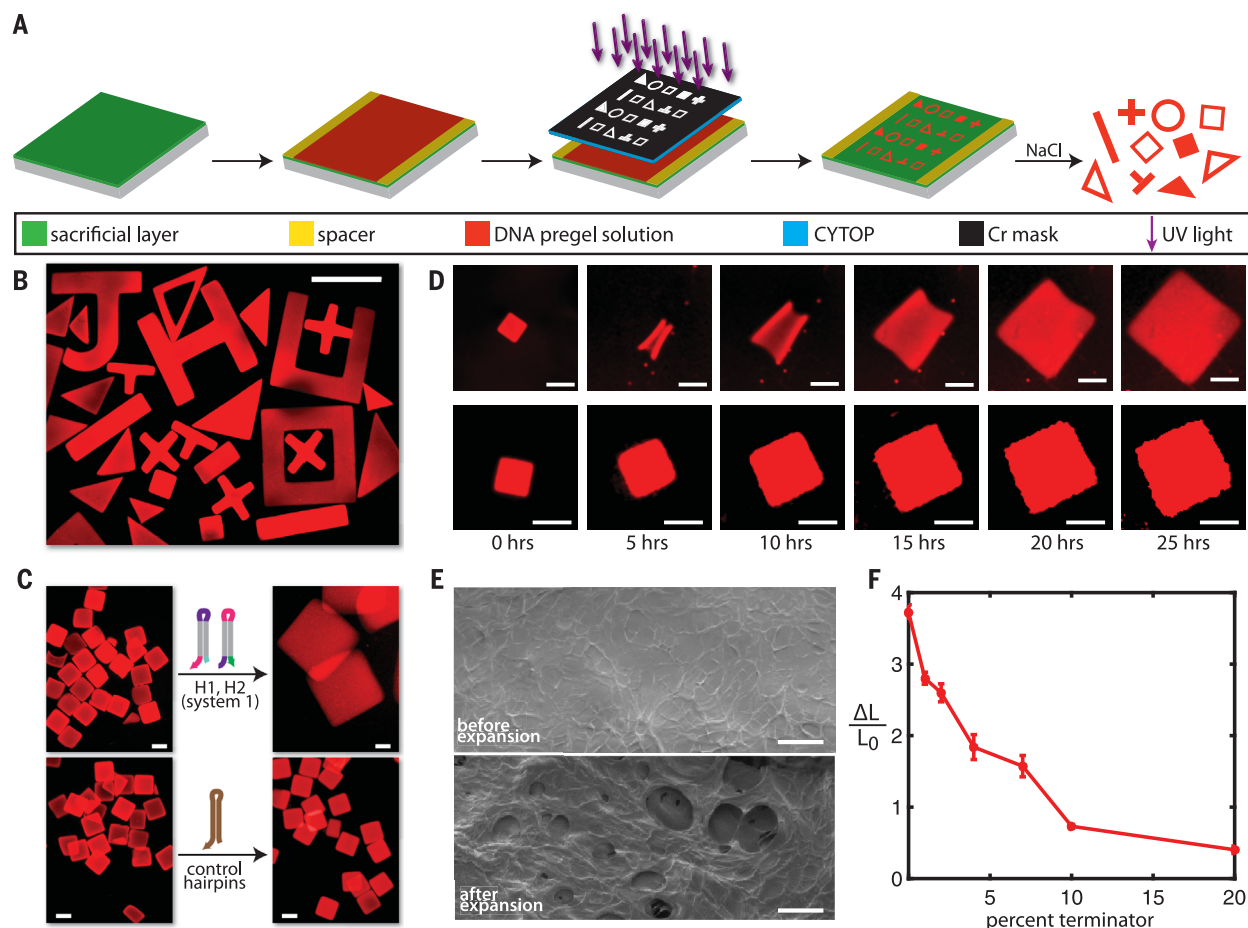 A
NaCl
sacrificial layer
spacer
DNA pregel solution
CYTOP
Cr mask
UV light
B
C
H1, H2
(system 1)
control
hairpins
D
0 hrs
5 hrs
10 hrs
15 hrs
20 hrs
25 hrs
E
before
expansion
after
expansion
F
4
3
2
1
0
ΔL
L0
5
10
15
20
percent terminator